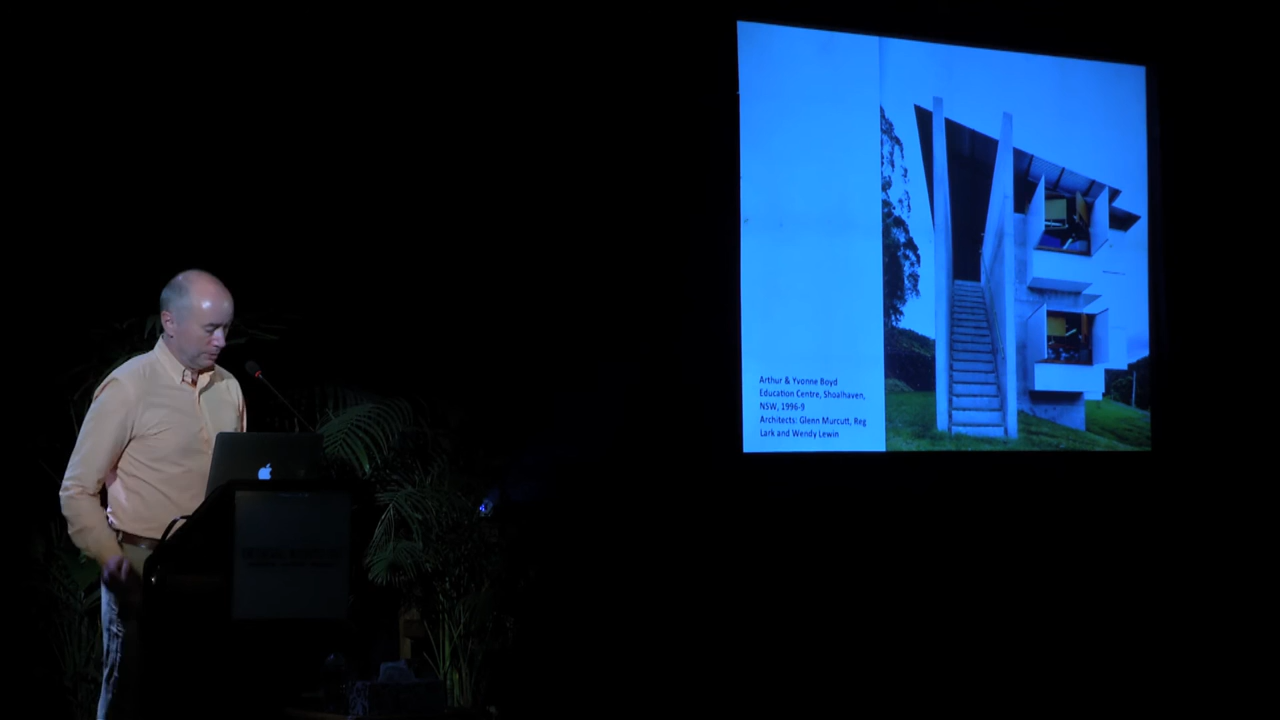 Arthur & Yvonne Boyd
Education Centre, Shoalhaven,
NSW, 1996-9
Architects: Glenn Murcutt, Reg
Lark and Wendy Lewin